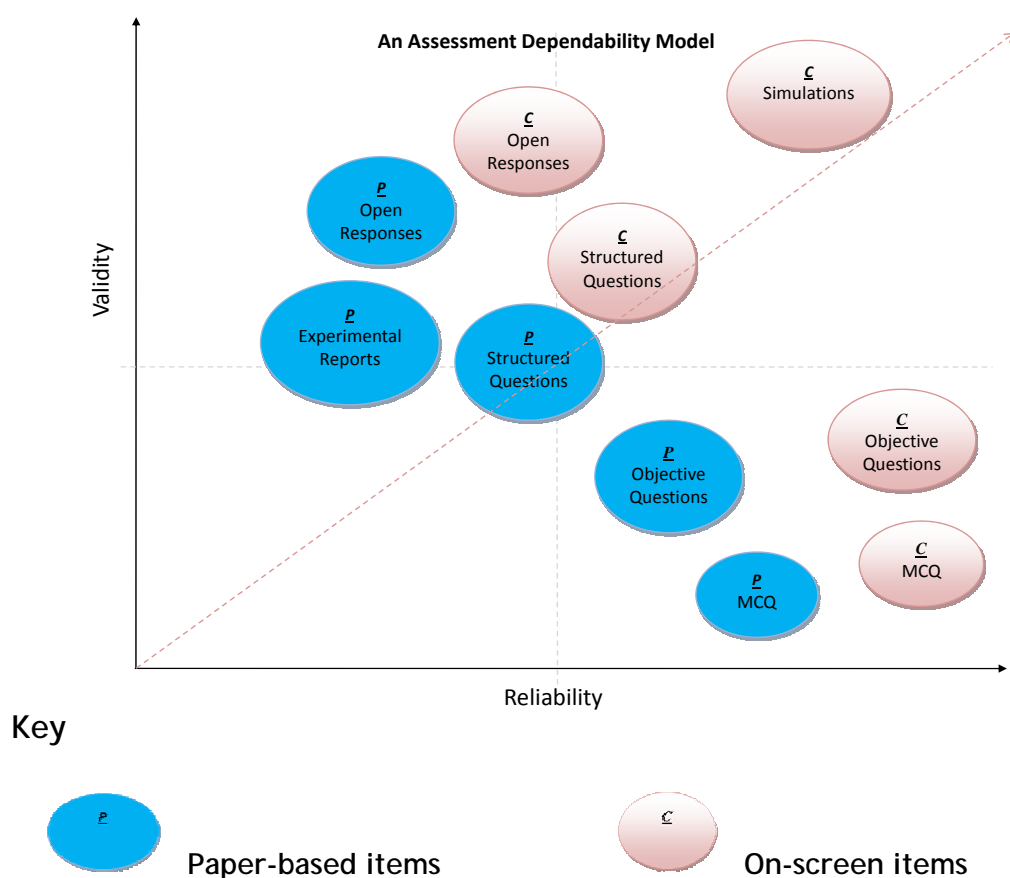 An Assessment Dependability Model
C
Simulations
C
Open
Responses
P
Open
Responses
C
Structured
Questions
Validity
P
Experimental
Reports
P
Structured
Questions
C
Objective
Questions
P
Objective
Questions
C
MCQ
P
MCQ
Reliability
Key
P
Paper-based items
C
On-screen items